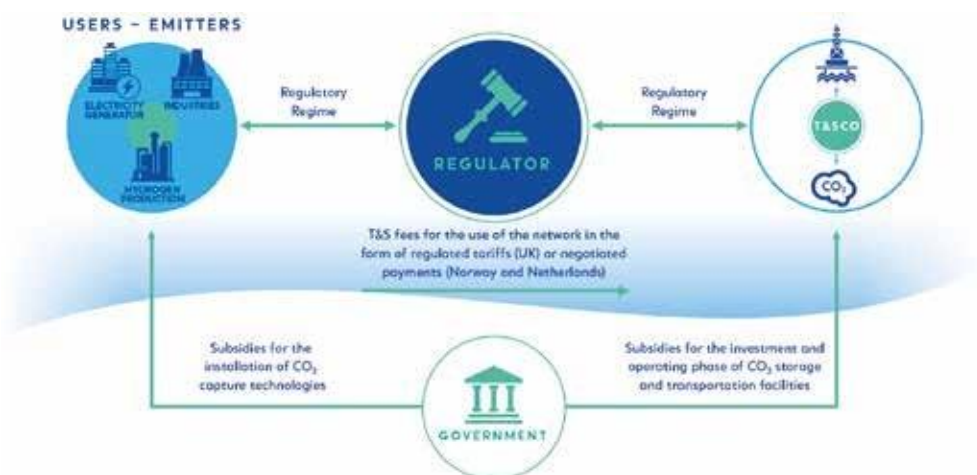 USERS – EMITTERS
ELECTRICITY
GENERATOR
INDUSTRIES
HYDROGEN
PRODUCTION
Regulatory
Regime
REGULATOR
Regulatory
Regime
T&SCO
CO₂
T&S fees for the use of the network in the
form of regulated tariffs (UK) or negotiated
payments (Norway and Netherlands)
Subsidies for the
installation of CO₂
capture technologies
Subsidies for the investment and
operating phase of CO₂ storage
and transportation facilities
GOVERNMENT